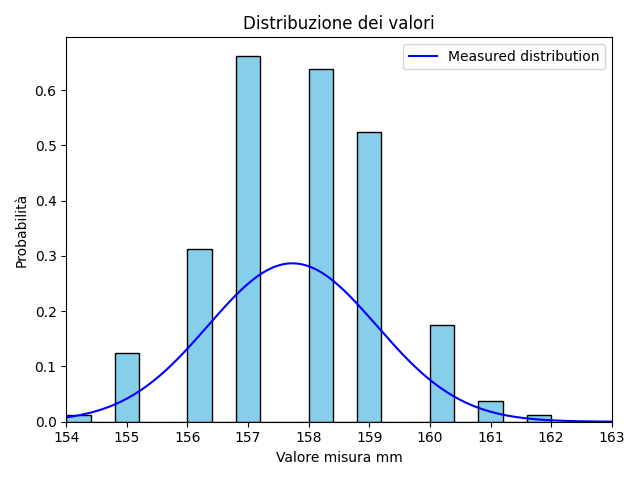 Distribuzione dei valori
Measured distribution
Probabilità
0.6
0.5
0.4
0.3
0.2
0.1
0.0
154 155 156 157 158 159 160 161 162 163
Valore misura mm